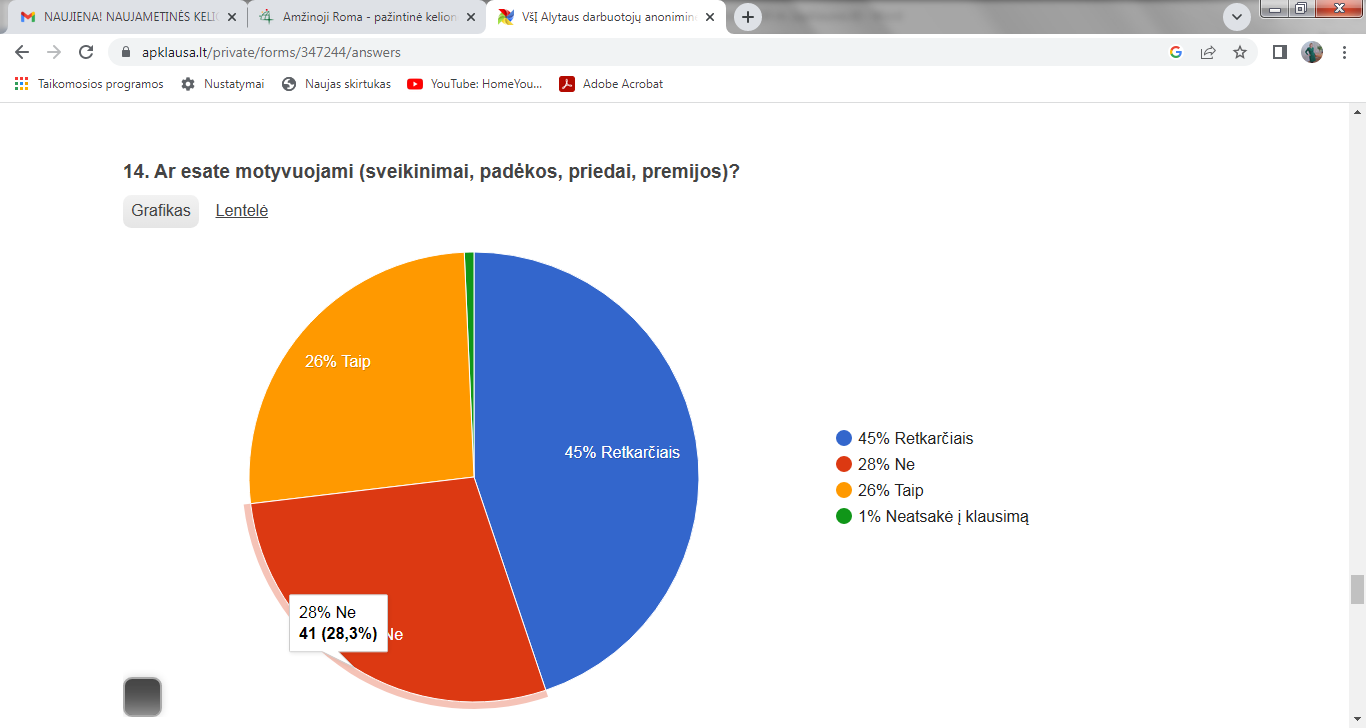 NAUJIENA! NAUJAMETINĖS KELIO
Amžinoji Roma - pažintinė kelion
VšĮ Alytaus darbuotojų anoniminė
apklausa.lt/private/forms/347244/answers
Taikomosios programos
Nustatymai
Naujas skirtukas
YouTube: HomeYou...
Adobe Acrobat
14. Ar esate motyvuojami (sveikinimai, padėkos, priedai, premijos)?
Grafikas
Lentelė
26% Taip
45% Retkarčiais
28% Ne
41 (28,3%)
Ne
45% Retkarčiais
28% Ne
26% Taip
1% Neatsakė į klausimą